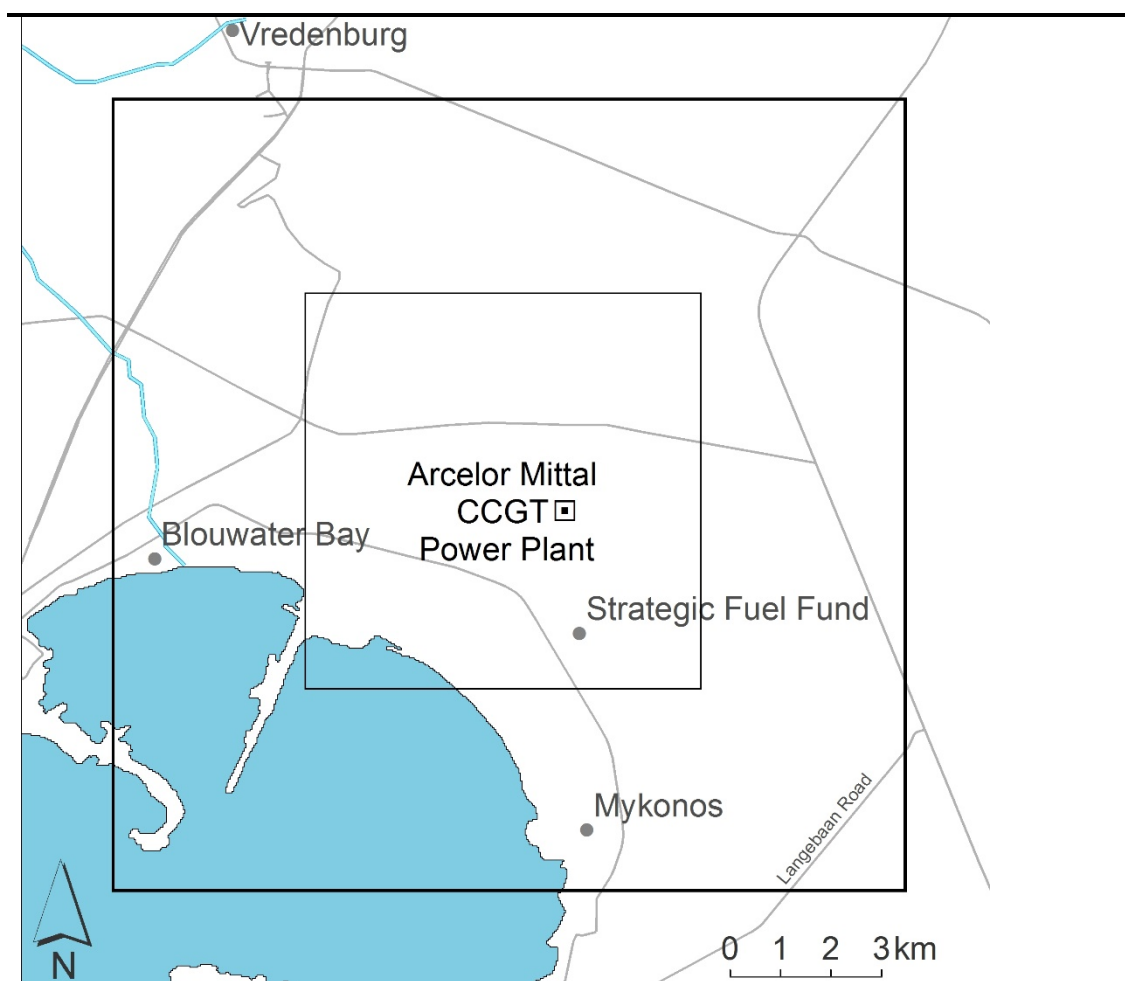 Vredenburg
Arcelor Mittal
CCGT
Power Plant
Blouwater Bay
Strategic Fuel Fund
Mykonos
Langebaan Road
N
0 1 2 3 km